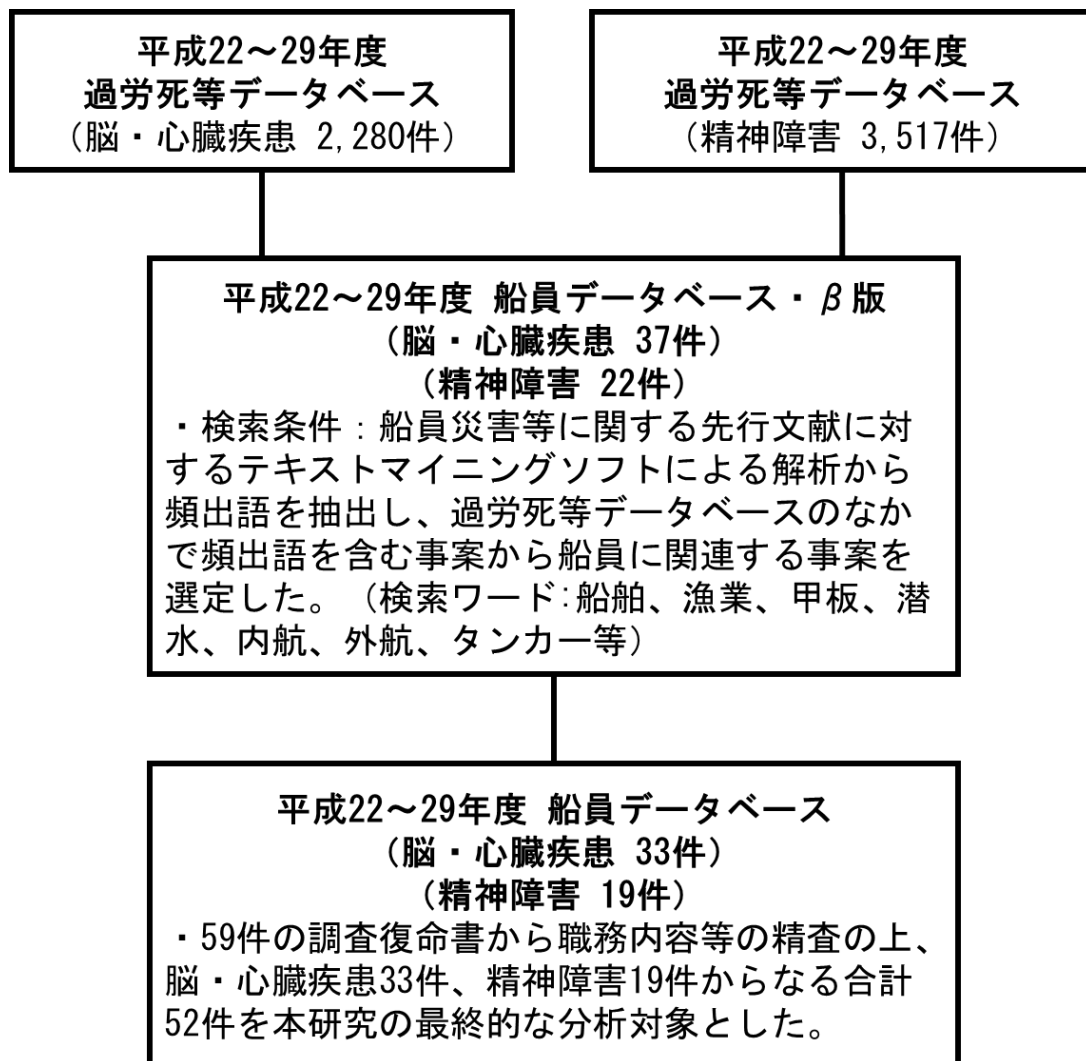 平成22～29年度
過労死等データベース
（脳・心臓疾患 2,280件）
平成22～29年度
過労死等データベース
（精神障害 3,517件）
平成22～29年度 船員データベース・β版
（脳・心臓疾患 37件）
（精神障害 22件）
・検索条件：船員災害等に関する先行文献に対
するテキストマイニングソフトによる解析から
頻出語を抽出し、過労死等データベースのなか
で頻出語を含む事案から船員に関連する事案を
選定した。（検索ワード:船舶、漁業、甲板、潜
水、内航、外航、タンカー等）
平成22～29年度 船員データベース
（脳・心臓疾患 33件）
（精神障害 19件）
・59件の調査復命書から職務内容等の精査の上、
脳・心臓疾患33件、精神障害19件からなる合計
52件を本研究の最終的な分析対象とした。